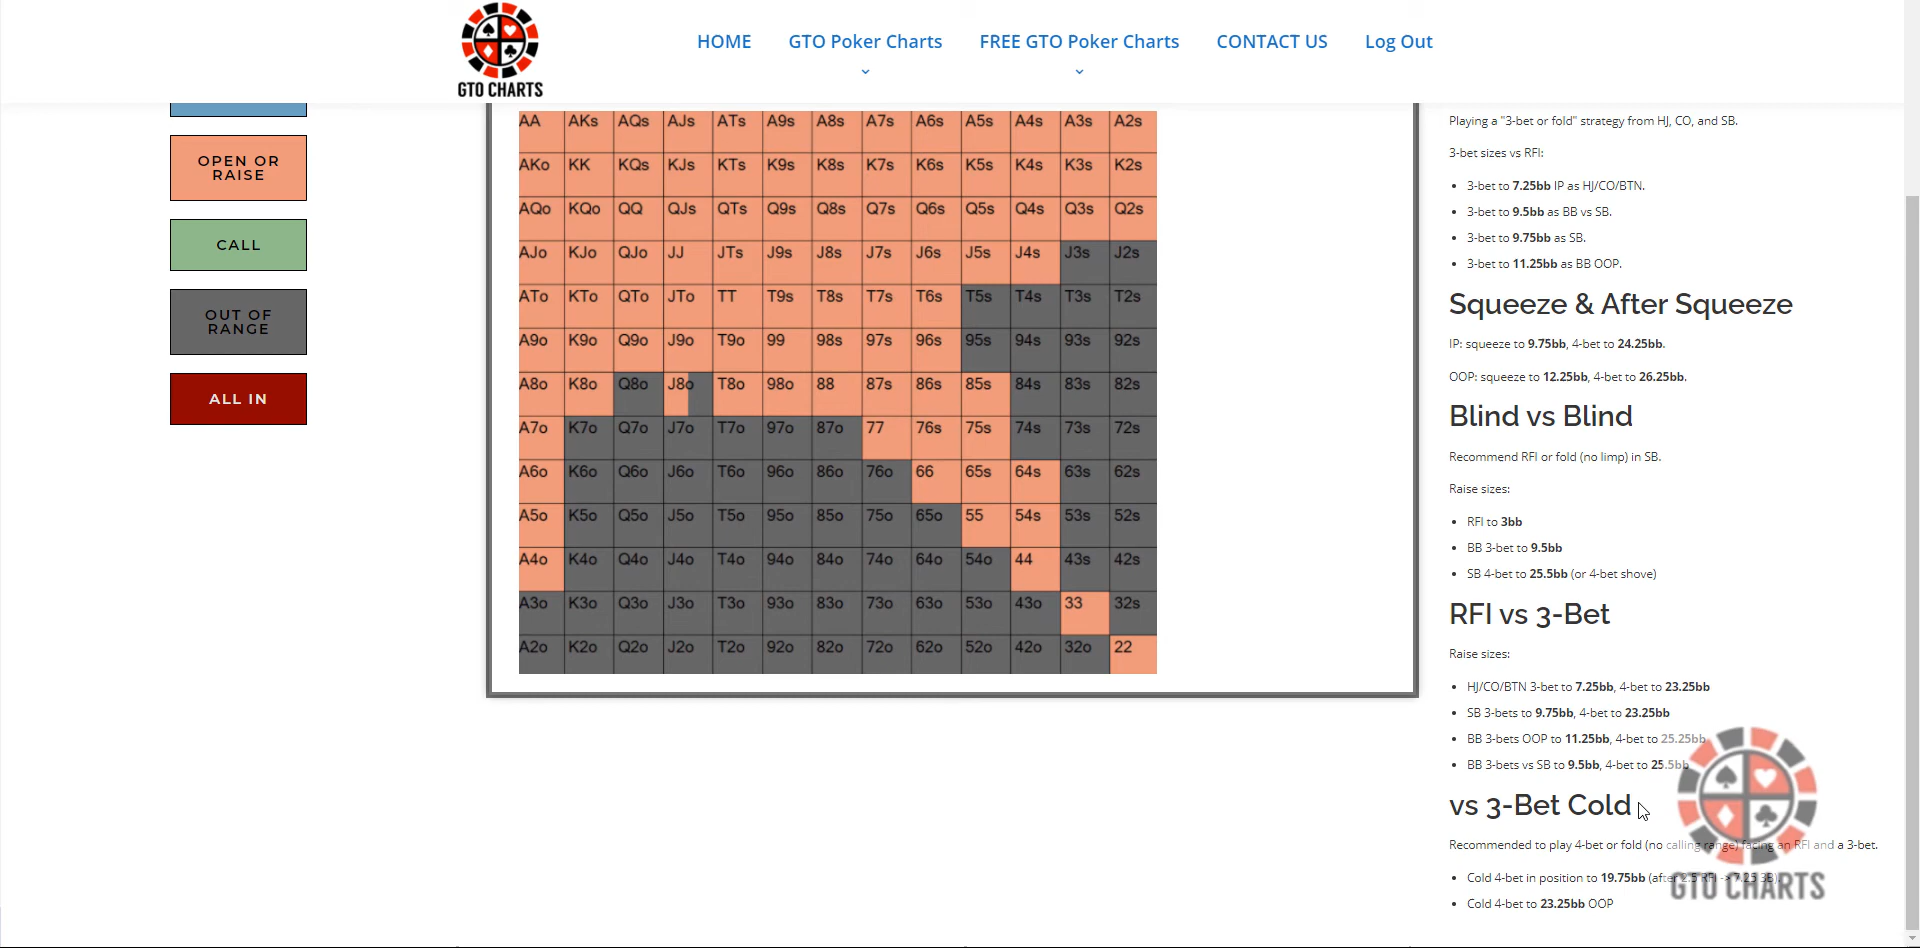 GTO CHARTS
HOME
GTO Poker Charts
FREE GTO Poker Charts
CONTACT US
Log Out
OPEN OR
RAISE
CALL
OUT OF
RANGE
ALL IN
AA AKs AQs AJs ATs A9s A8s A7s A6s A5s A4s A3s A2s
AKo KK KQs KJs KTs K9s K8s K7s K6s K5s K4s K3s K2s
AQo KQo QQ QJs QTs Q9s Q8s Q7s Q6s Q5s Q4s Q3s Q2s
AJo KJo QJo JJ JTs J9s J8s J7s J6s J5s J4s J3s J2s
ATo KTo QTo JTo TT T9s T8s T7s T6s T5s T4s T3s T2s
A9o K9o Q9o J9o T9o 99 98s 97s 96s 95s 94s 93s 92s
A8o K8o Q8o J8o T8o 98o 88 87s 86s 85s 84s 83s 82s
A7o K7o Q7o J7o T7o 97o 87o 77 76s 75s 74s 73s 72s
A6o K6o Q6o J6o T6o 96o 86o 76o 66 65s 64s 63s 62s
A5o K5o Q5o J5o T5o 95o 85o 75o 65o 55 54s 53s 52s
A4o K4o Q4o J4o T4o 94o 84o 74o 64o 54o 44 43s 42s
A3o K3o Q3o J3o T3o 93o 83o 73o 63o 53o 43o 33 32s
A2o K2o Q2o J2o T2o 92o 82o 72o 62o 52o 42o 32o 22
Playing a "3-bet or fold" strategy from HJ, CO, and SB.
3-bet sizes vs RFI:
3-bet to 7.25bb IP as HJ/CO/BTN.
3-bet to 9.5bb as BB vs SB.
3-bet to 9.75bb as SB.
3-bet to 11.25bb as BB OOP.
Squeeze & After Squeeze
IP: squeeze to 9.75bb, 4-bet to 24.25bb.
OOP: squeeze to 12.25bb, 4-bet to 26.25bb.
Blind vs Blind
Recommend RFI or fold (no limp) in SB.
Raise sizes:
RFI to 3bb
BB 3-bet to 9.5bb
SB 4-bet to 25.5bb (or 4-bet shove)
RFI vs 3-Bet
Raise sizes:
HJ/CO/BTN 3-bet to 7.25bb, 4-bet to 23.25bb
SB 3-bets to 9.75bb, 4-bet to 23.25bb
BB 3-bets OOP to 11.25bb, 4-bet to 25.25bb
BB 3-bets vs SB to 9.5bb, 4-bet to 25.5bb
vs 3-Bet Cold
Recommended to play 4-bet or fold (no calling range) facing an RFI and a 3-bet.
Cold 4-bet in position to 19.75bb (after 2.5 RFI -> 7.25 3B).
Cold 4-bet to 23.25bb OOP
GTO CHARTS